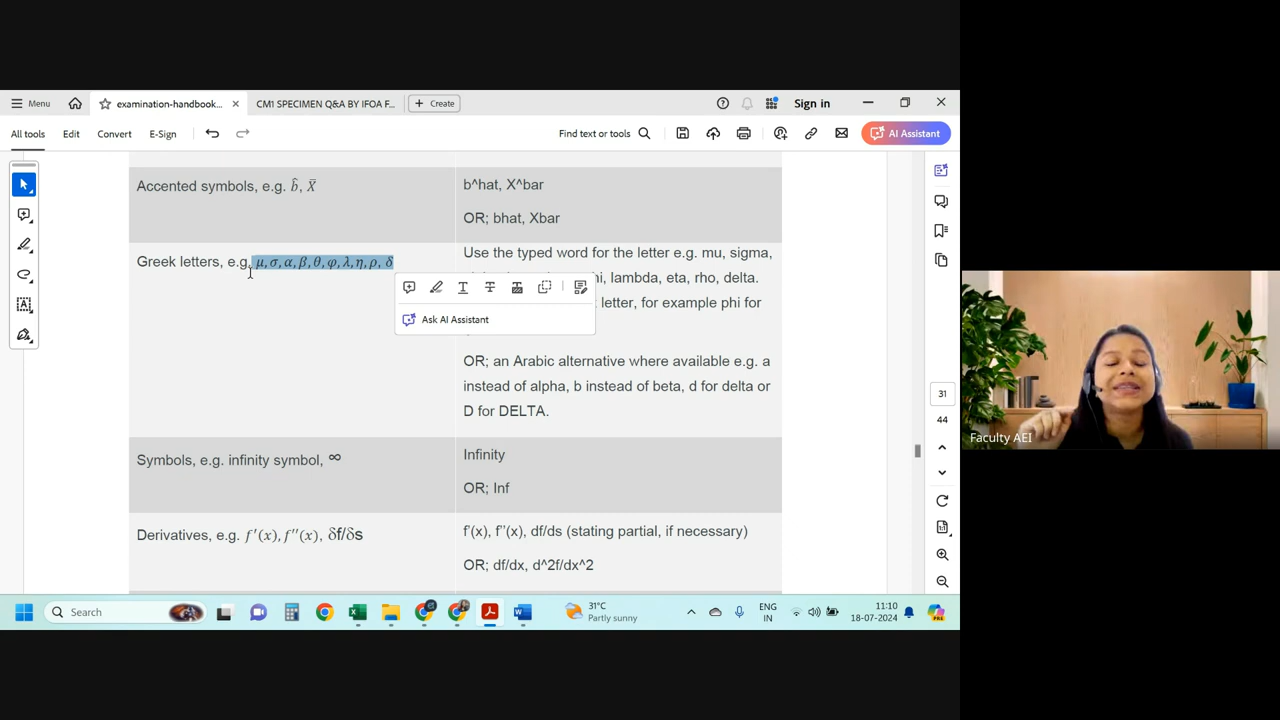 Menu
examination-handbook...
CM1 SPECIMEN Q&A BY IFOA F...
Create
Sign in
All tools
Edit
Convert
E-Sign
Find text or tools
AI Assistant
Accented symbols, e.g. b̂, X̄
b^hat, X^bar
OR; bhat, Xbar
Greek letters, e.g. μ,σ,α,β,θ,φ,λ,η,ρ, δ
Use the typed word for the letter e.g. mu, sigma,
lambda, eta, rho, delta.
letter, for example phi for
Ask AI Assistant
OR; an Arabic alternative where available e.g. a
instead of alpha, b instead of beta, d for delta or
D for DELTA.
Symbols, e.g. infinity symbol, ∞
Infinity
OR; Inf
Derivatives, e.g. f′(x), f′′(x), δf/δs
f'(x), f''(x), df/ds (stating partial, if necessary)
OR; df/dx, d^2f/dx^2
31
44
Faculty AEI
Search
31°C
Partly sunny
ENG
IN
11:10
18-07-2024